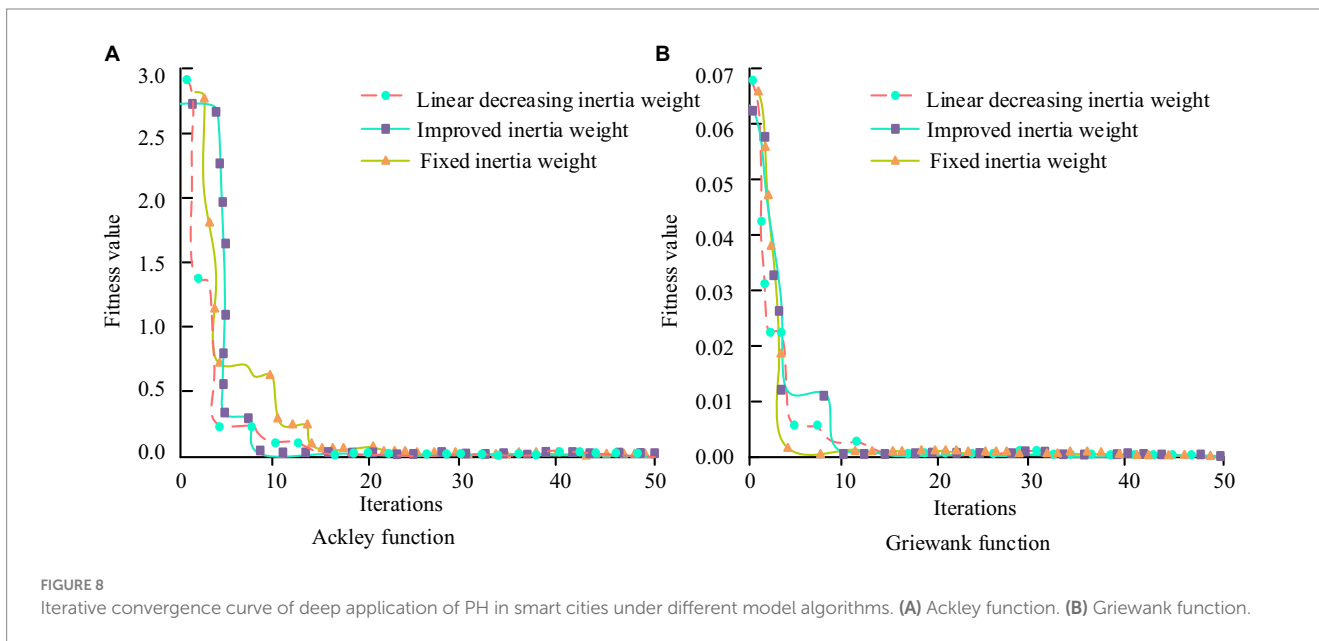 A
3.0
2.5
2.0
1.5
1.0
0.5
0.0
Fitness value
Linear decreasing inertia weight
Improved inertia weight
Fixed inertia weight
0 10 20 30 40 50
Iterations
Ackley function
B
0.07
0.06
0.05
0.04
0.03
0.02
0.01
0.00
Fitness value
Linear decreasing inertia weight
Improved inertia weight
Fixed inertia weight
0 10 20 30 40 50
Iterations
Griewank function
FIGURE 8
Iterative convergence curve of deep application of PH in smart cities under different model algorithms. (A) Ackley function. (B) Griewank function.